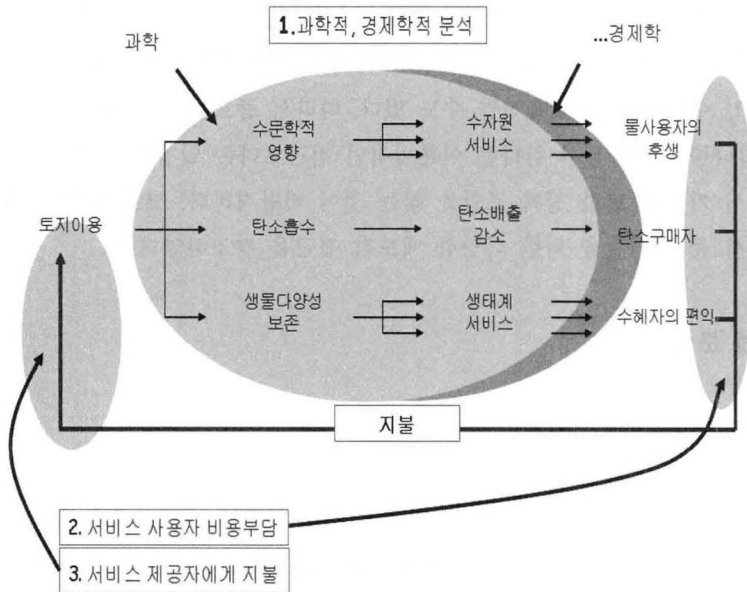 1.과학적, 경제학적 분석
과학
...경제학
수문학적
영향
수자원
서비스
물사용자의
후생
토지이용
탄소흡수
탄소배출
감소
탄소구매자
생물다양성
보존
생태계
서비스
수혜자의 편익
지불
2. 서비스 사용자 비용부담
3. 서비스 제공자에게 지불